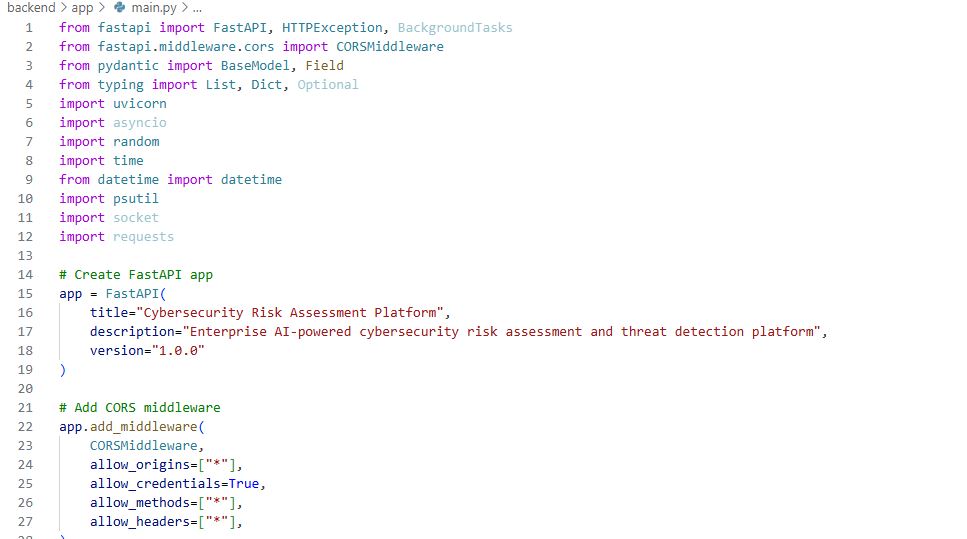 backend > app > main.py > ...
1 from fastapi import FastAPI, HTTPException, BackgroundTasks
2 from fastapi.middleware.cors import CORSMiddleware
3 from pydantic import BaseModel, Field
4 from typing import List, Dict, Optional
5 import uvicorn
6 import asyncio
7 import random
8 import time
9 from datetime import datetime
10 import psutil
11 import socket
12 import requests
13
14 # Create FastAPI app
15 app = FastAPI(
16     title="Cybersecurity Risk Assessment Platform",
17     description="Enterprise AI-powered cybersecurity risk assessment and threat detection platform",
18     version="1.0.0"
19 )
20
21 # Add CORS middleware
22 app.add_middleware(
23     CORSMiddleware,
24     allow_origins=["*"],
25     allow_credentials=True,
26     allow_methods=["*"],
27     allow_headers=["*"],